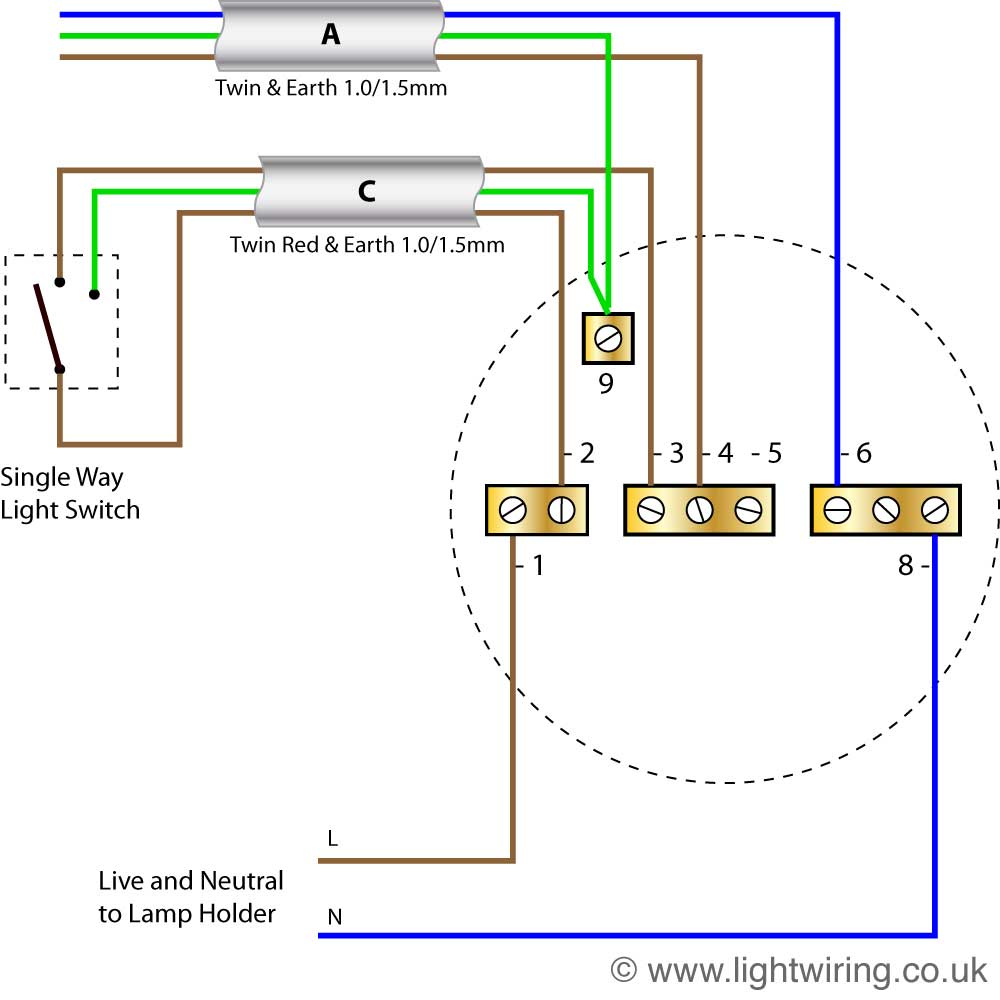 A
Twin & Earth 1.0/1.5mm
C
Twin Red & Earth 1.0/1.5mm
9
- 2
- 3
- 4
- 5
- 6
Single Way
Light Switch
- 1
8 -
L
Live and Neutral
to Lamp Holder
N
© www.lightwiring.co.uk